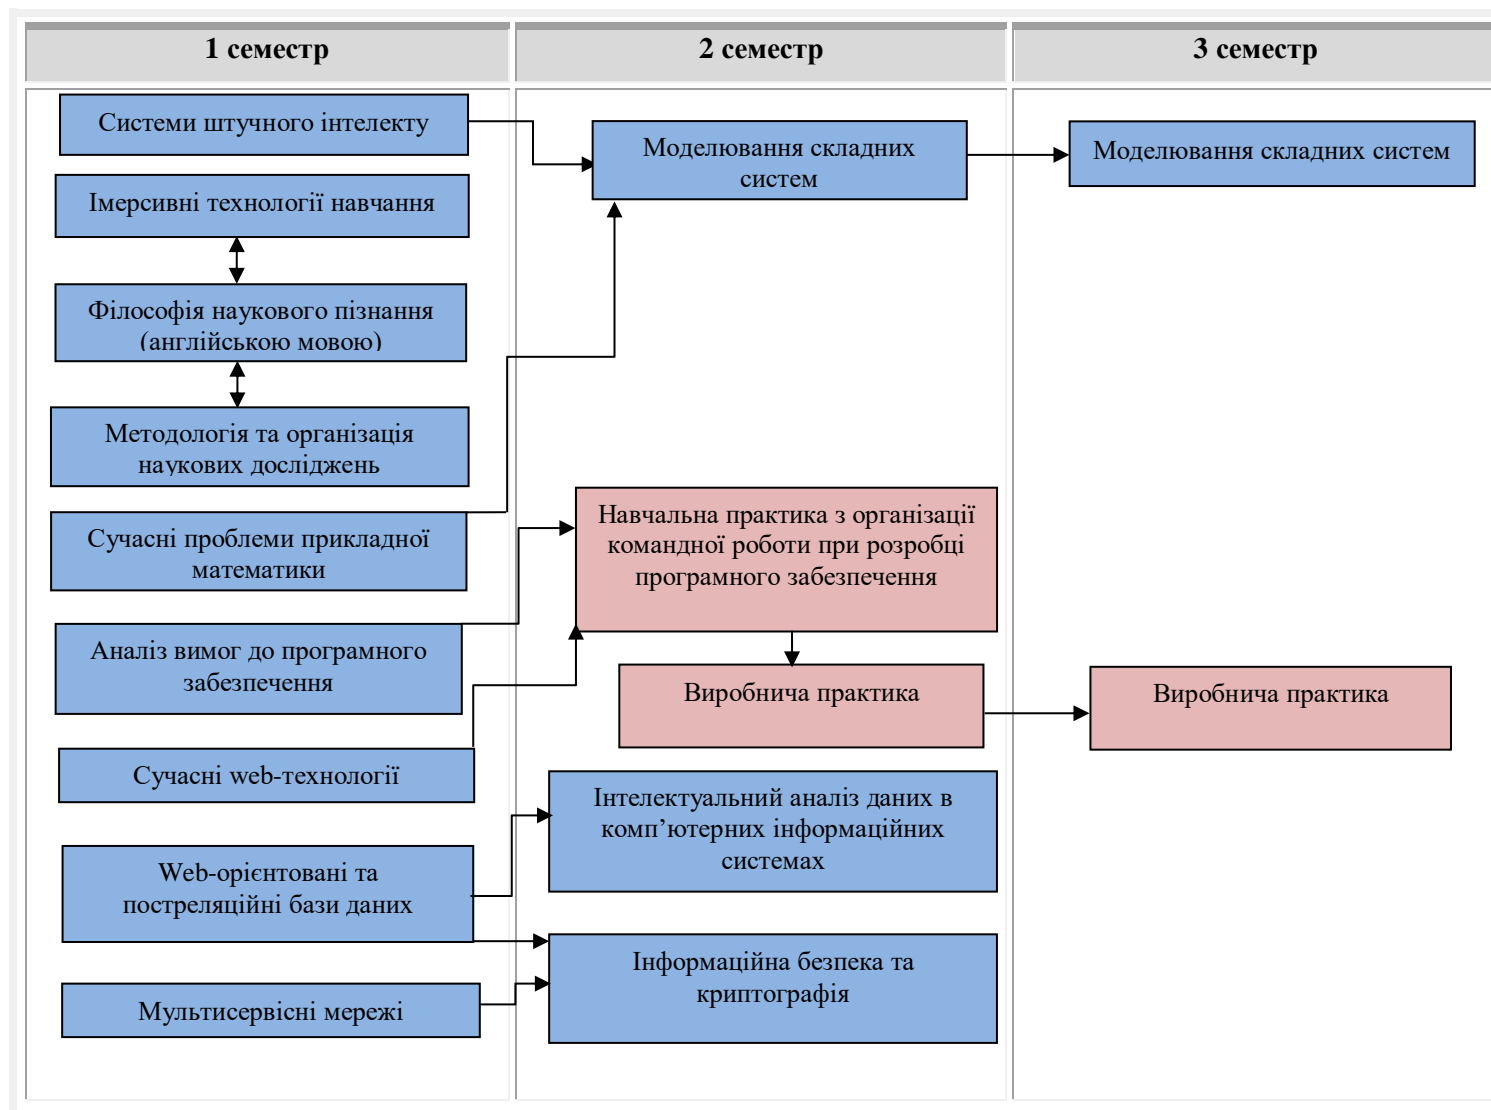 1 семестр
2 семестр
3 семестр
Системи штучного інтелекту
Імерсивні технології навчання
Філософія наукового пізнання
(англійською мовою)
Методологія та організація
наукових досліджень
Сучасні проблеми прикладної
математики
Аналіз вимог до програмного
забезпечення
Сучасні web-технології
Web-орієнтовані та
постреляційні бази даних
Мультисервісні мережі
Моделювання складних
систем
Навчальна практика з організації
командної роботи при розробці
програмного забезпечення
Виробнича практика
Інтелектуальний аналіз даних в
комп’ютерних інформаційних
системах
Інформаційна безпека та
криптографія
Моделювання складних систем
Виробнича практика